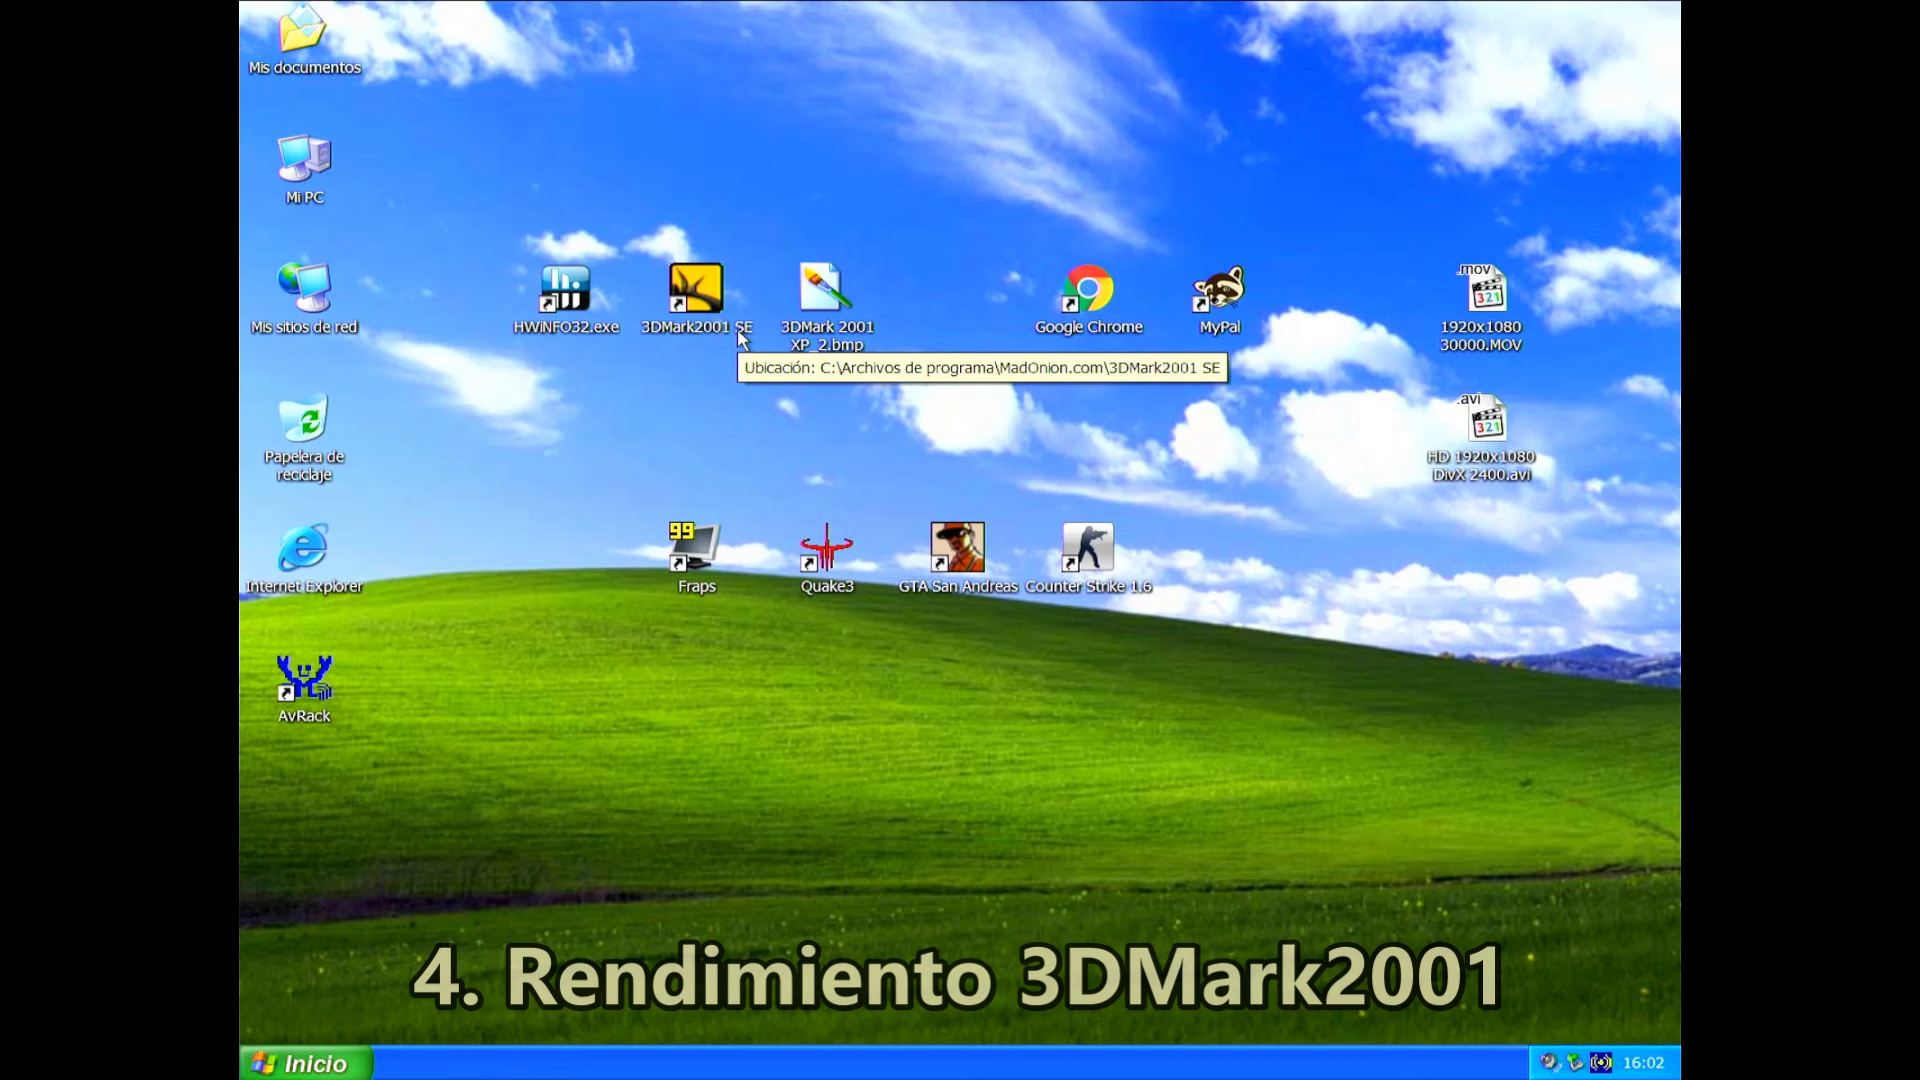 Mis documentos
Mi PC
Mis sitios de red
HWiNFO32.exe
3DMark2001 SE
3DMark 2001
XP_2.bmp
Google Chrome
MyPal
.mov
321
1920x1080
30000.MOV
Ubicación: C:\Archivos de programa\MadOnion.com\3DMark2001 SE
Papelera de
reciclaje
.avi
321
HD 1920x1080
DivX 2400.avi
Internet Explorer
99
Fraps
Quake3
GTA San Andreas
Counter Strike 1.6
AvRack
4. Rendimiento 3DMark2001
Inicio
16:02